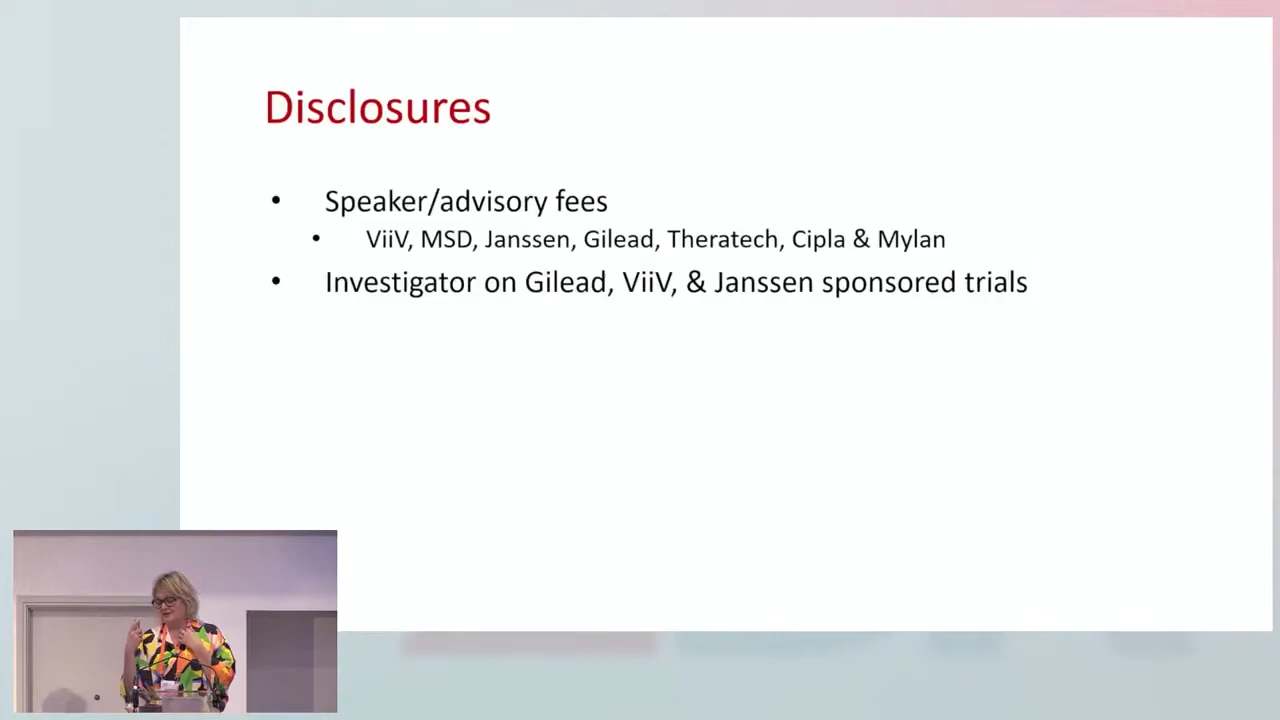 Disclosures
• Speaker/advisory fees
• ViiV, MSD, Janssen, Gilead, Theratech, Cipla & Mylan
• Investigator on Gilead, ViiV, & Janssen sponsored trials